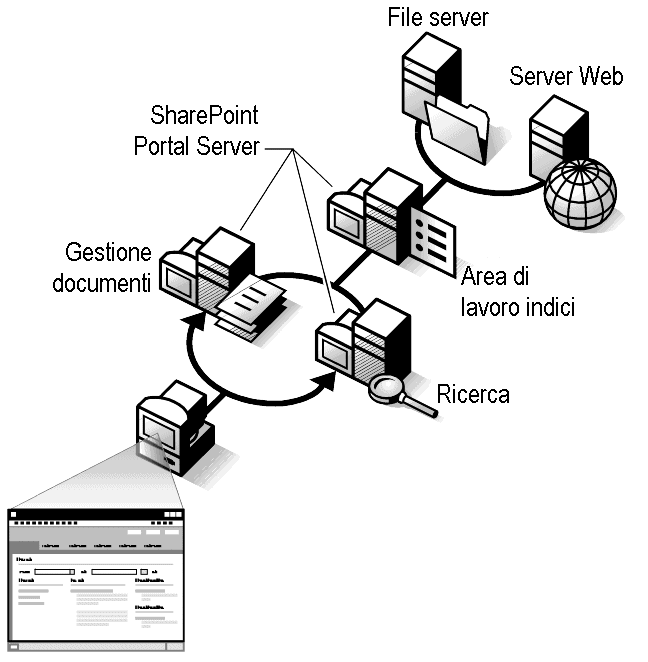 File server
Server Web
SharePoint
Portal Server
Gestione
documenti
Area di
lavoro indici
Ricerca